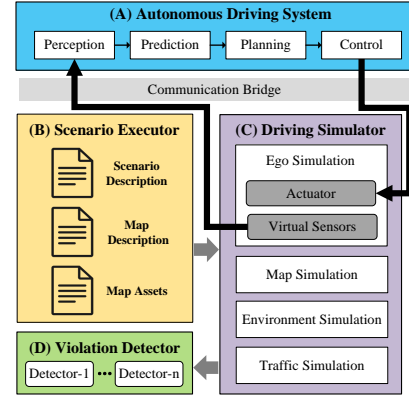 (A) Autonomous Driving System
Perception
Prediction
Planning
Control
Communication Bridge
(B) Scenario Executor
Scenario
Description
Map
Description
Map Assets
(C) Driving Simulator
Ego Simulation
Actuator
Virtual Sensors
Map Simulation
Environment Simulation
Traffic Simulation
(D) Violation Detector
Detector-1 ••• Detector-n